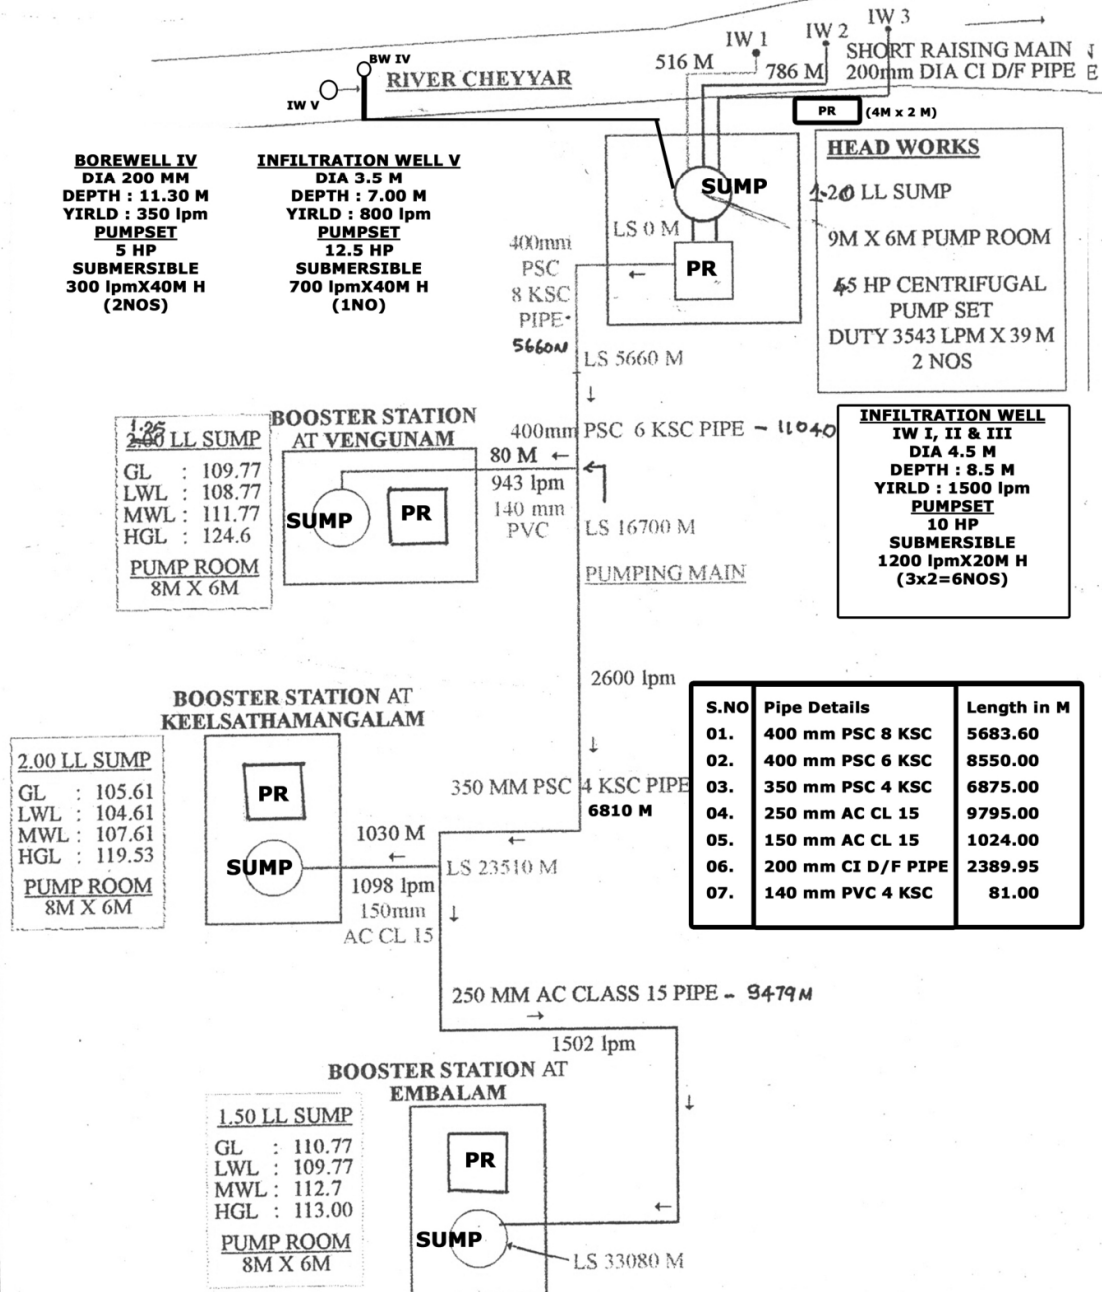 IW 3
IW 2
IW 1
516 M
786 M
SHORT RAISING MAIN
200mm DIA CI D/F PIPE
BW IV
IW V
RIVER CHEYYAR
PR
(4M x 2 M)
BOREWELL IV
DIA 200 MM
DEPTH : 11.30 M
YIRLD : 350 lpm
PUMPSET
5 HP
SUBMERSIBLE
300 lpmX40M H
(2NOS)
INFILTRATION WELL V
DIA 3.5 M
DEPTH : 7.00 M
YIRLD : 800 lpm
PUMPSET
12.5 HP
SUBMERSIBLE
700 lpmX40M H
(1NO)
SUMP
LS 0 M
PR
HEAD WORKS
1.20 LL SUMP
9M X 6M PUMP ROOM
45 HP CENTRIFUGAL
PUMP SET
DUTY 3543 LPM X 39 M
2 NOS
400mm
PSC
8 KSC
PIPE
5660M
LS 5660 M
BOOSTER STATION
AT VENGUNAM
400mm PSC 6 KSC PIPE - 11040
80 M
943 lpm
140 mm
PVC
SUMP
PR
LS 16700 M
PUMPING MAIN
1.25
2.00 LL SUMP
GL : 109.77
LWL : 108.77
MWL : 111.77
HGL : 124.6
PUMP ROOM
8M X 6M
INFILTRATION WELL
IW I, II & III
DIA 4.5 M
DEPTH : 8.5 M
YIRLD : 1500 lpm
PUMPSET
10 HP
SUBMERSIBLE
1200 lpmX20M H
(3x2=6NOS)
2600 lpm
BOOSTER STATION AT
KEELSATHAMANGALAM
2.00 LL SUMP
GL : 105.61
LWL : 104.61
MWL : 107.61
HGL : 119.53
PUMP ROOM
8M X 6M
PR
SUMP
350 MM PSC 4 KSC PIPE
6810 M
1030 M
LS 23510 M
1098 lpm
150mm
AC CL 15
S.NO Pipe Details Length in M
01. 400 mm PSC 8 KSC 5683.60
02. 400 mm PSC 6 KSC 8550.00
03. 350 mm PSC 4 KSC 6875.00
04. 250 mm AC CL 15 9795.00
05. 150 mm AC CL 15 1024.00
06. 200 mm CI D/F PIPE 2389.95
07. 140 mm PVC 4 KSC 81.00
250 MM AC CLASS 15 PIPE - 9479M
1502 lpm
BOOSTER STATION AT
EMBALAM
1.50 LL SUMP
GL : 110.77
LWL : 109.77
MWL : 112.7
HGL : 113.00
PUMP ROOM
8M X 6M
PR
SUMP
LS 33080 M